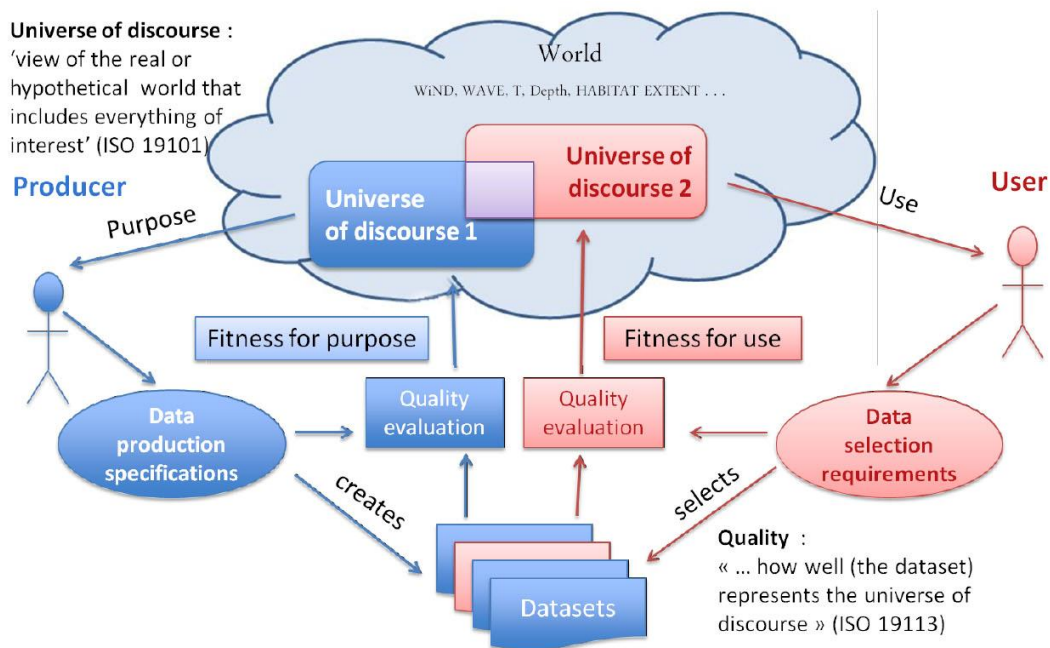 Universe of discourse :
‘view of the real or
hypothetical world that
includes everything of
interest’ (ISO 19101)
World
WiND, WAVE, T, Depth, HABITAT EXTENT . . .
Universe of
discourse 2
Universe
of discourse 1
Producer
Purpose
User
Use
Fitness for purpose
Fitness for use
Quality
evaluation
Quality
evaluation
Data
production
specifications
Data
selection
requirements
creates
selects
Datasets
Quality :
« ... how well (the dataset)
represents the universe of
discourse » (ISO 19113)